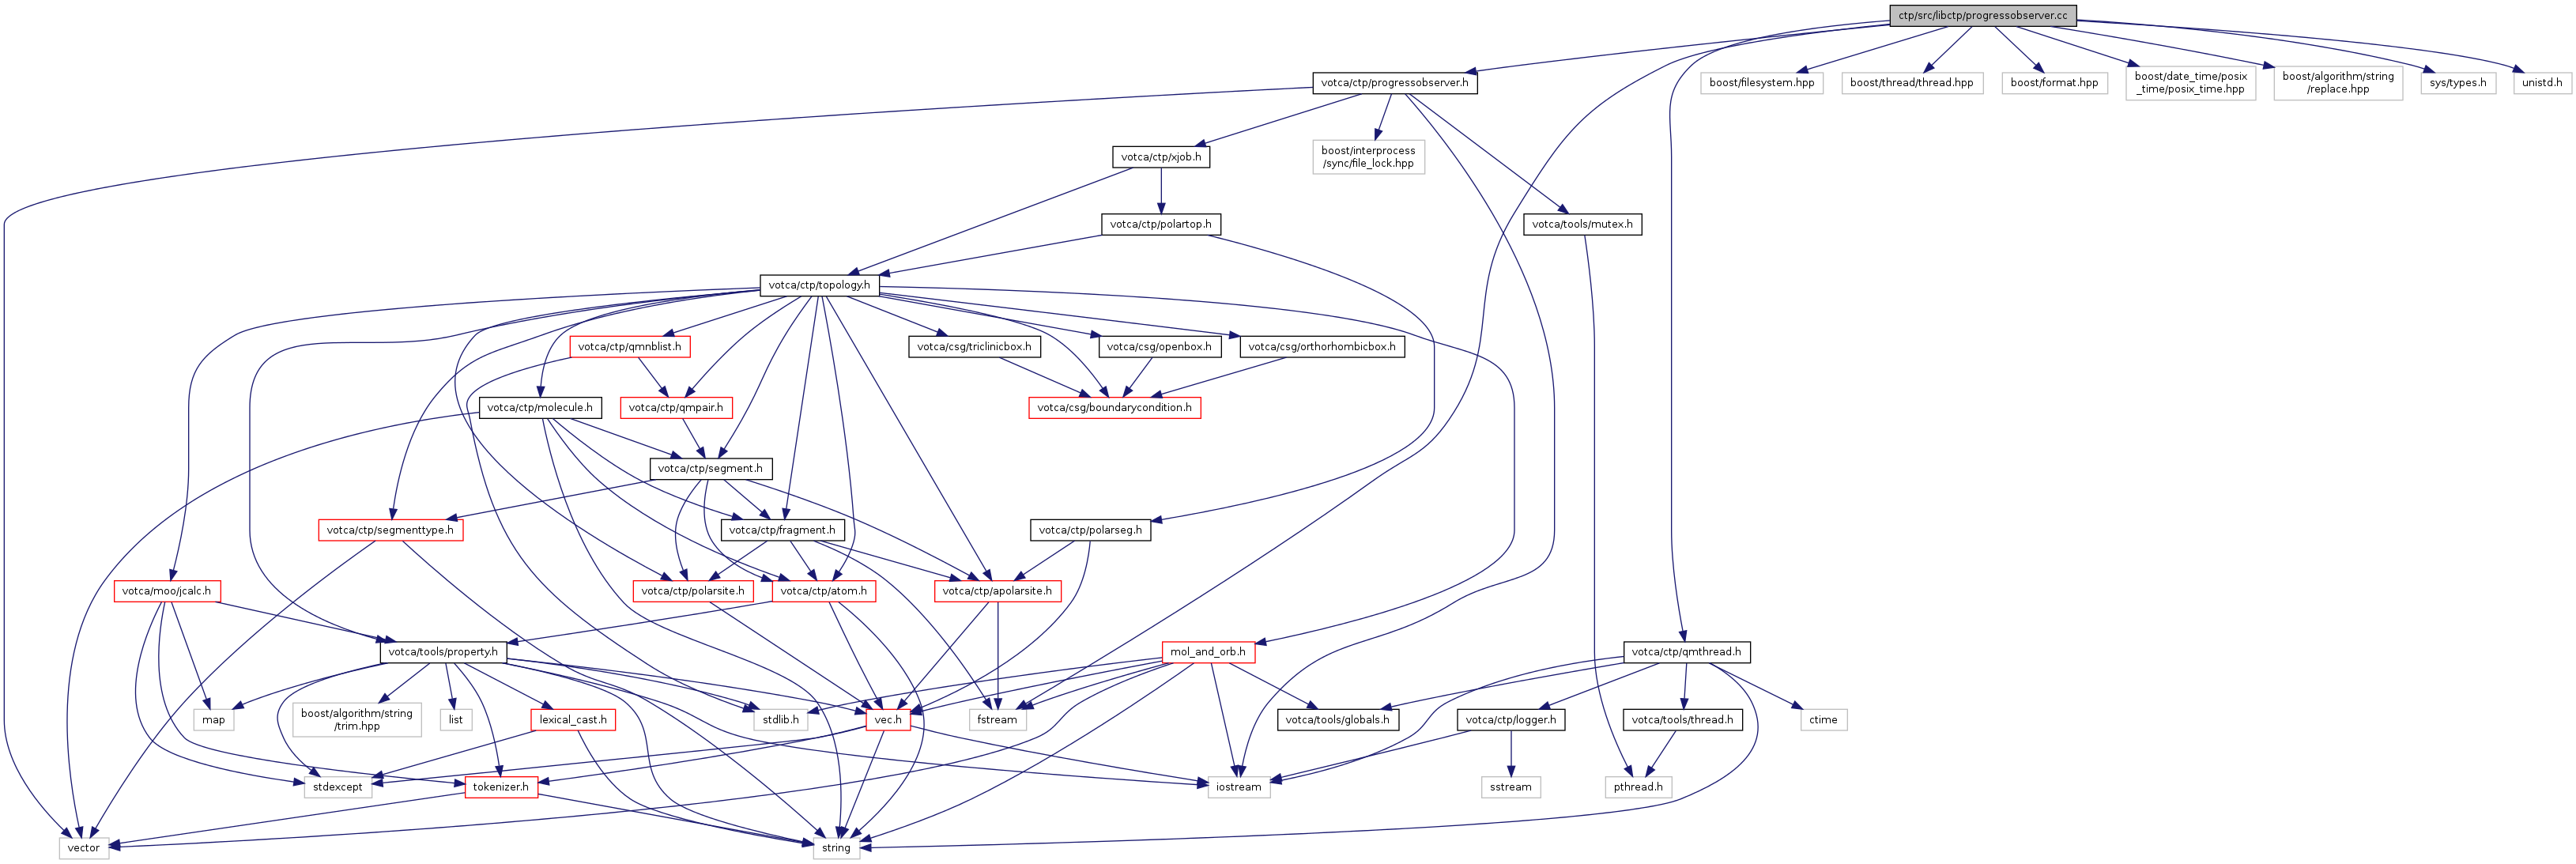 ctp/src/libctp/progressobserver.cc
votca/ctp/progressobserver.h
boost/filesystem.hpp
boost/thread/thread.hpp
boost/format.hpp
boost/date_time/posix
_time/posix_time.hpp
boost/algorithm/string
/replace.hpp
sys/types.h
unistd.h
votca/ctp/xjob.h
boost/interprocess
/sync/file_lock.hpp
votca/ctp/polartop.h
votca/tools/mutex.h
votca/ctp/topology.h
votca/ctp/qmnblist.h
votca/csg/triclinicbox.h
votca/csg/openbox.h
votca/csg/orthorhombicbox.h
votca/ctp/molecule.h
votca/ctp/qmpair.h
votca/csg/boundarycondition.h
votca/ctp/segment.h
votca/ctp/segmenttype.h
votca/ctp/fragment.h
votca/ctp/polarseg.h
votca/moo/jcalc.h
votca/ctp/polarsite.h
votca/ctp/atom.h
votca/ctp/apolarsite.h
votca/tools/property.h
mol_and_orb.h
votca/ctp/qmthread.h
map
boost/algorithm/string
/trim.hpp
list
lexical_cast.h
stdlib.h
vec.h
fstream
votca/tools/globals.h
votca/ctp/logger.h
votca/tools/thread.h
ctime
stdexcept
tokenizer.h
iostream
sstream
pthread.h
vector
string